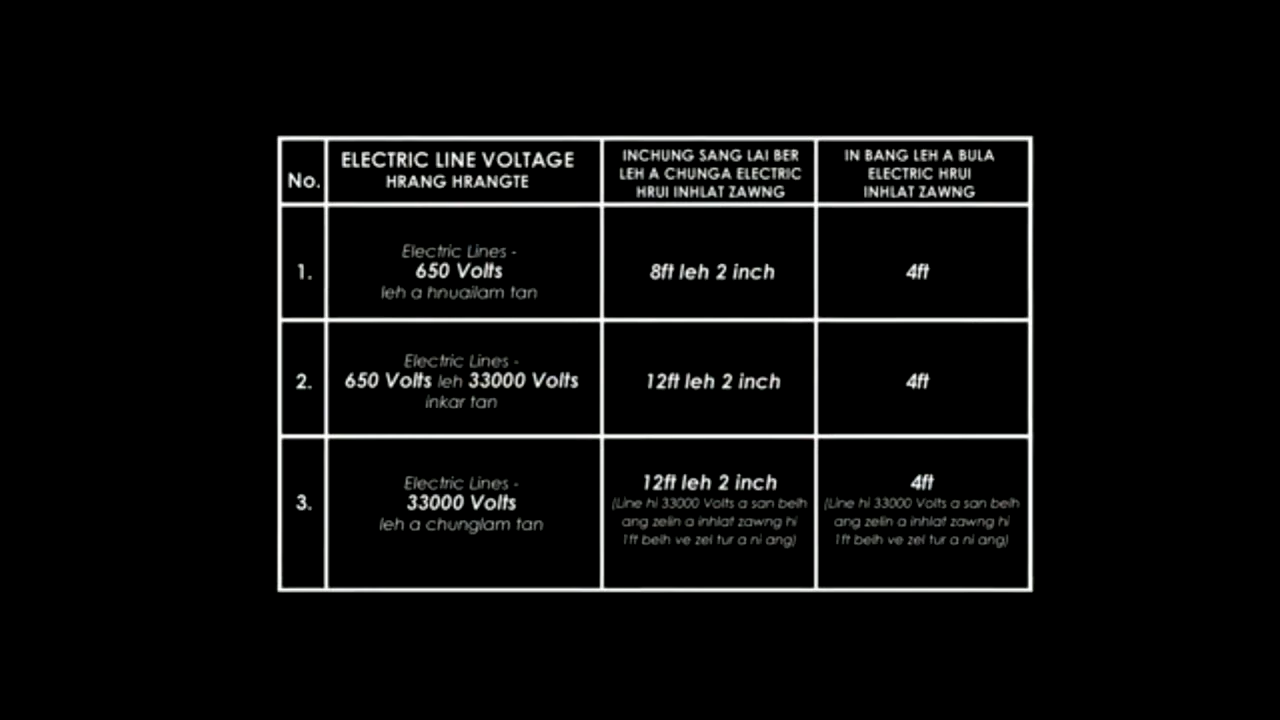 No.
ELECTRIC LINE VOLTAGE
HRANG HRANGTE
INCHUNG SANG LAI BER
LEH A CHUNGA ELECTRIC
HRUI INHLAT ZAWNG
IN BANG LEH A BULA
ELECTRIC HRUI
INHLAT ZAWNG
1.
Electric Lines -
650 Volts
leh a hnuailam tan
8ft leh 2 inch
4ft
2.
Electric Lines -
650 Volts leh 33000 Volts
inkar tan
12ft leh 2 inch
4ft
3.
Electric Lines -
33000 Volts
leh a chunglam tan
12ft leh 2 inch
(Line hi 33000 Volts a san belh
ang zelin a inhlat zawng hi
1ft belh ve zel tur a ni ang)
4ft
(Line hi 33000 Volts a san belh
ang zelin a inhlat zawng hi
1ft belh ve zel tur a ni ang)